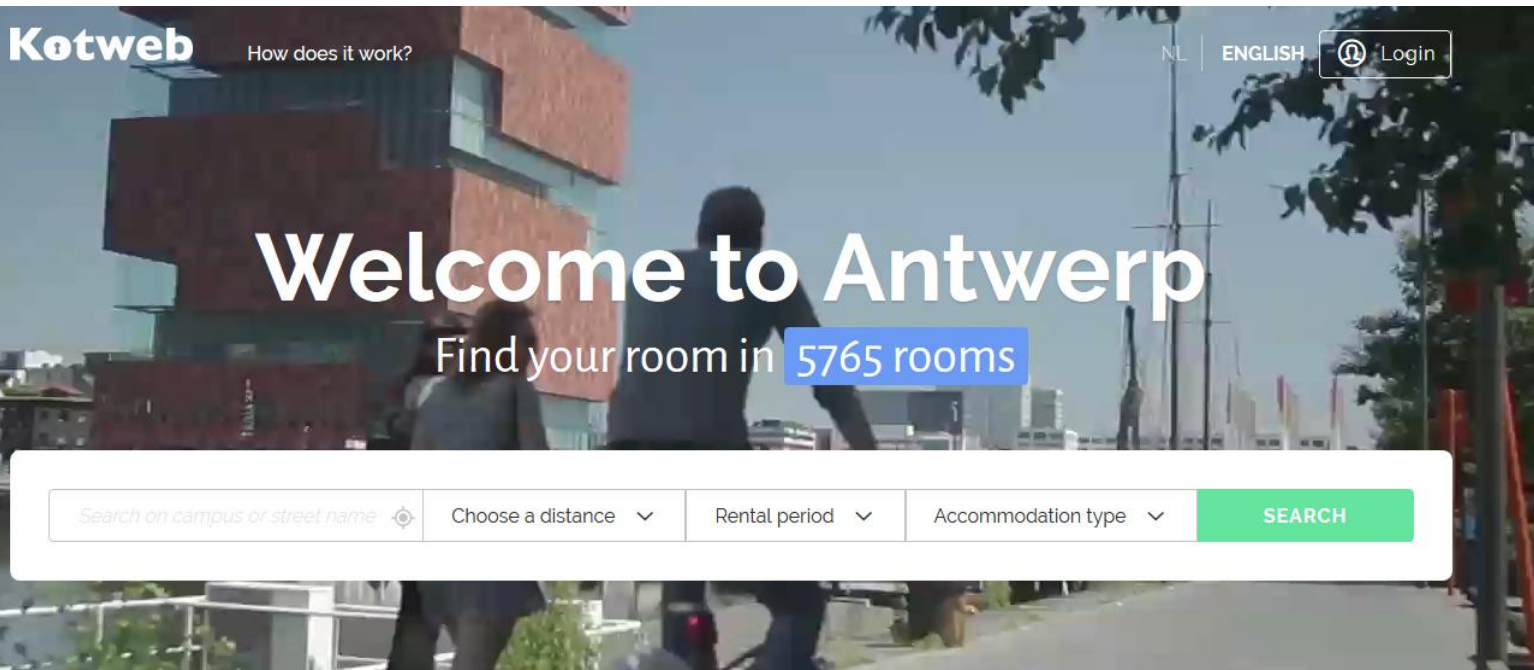 Kotweb
How does it work?
NL
ENGLISH
Login
Welcome to Antwerp
Find your room in 5765 rooms
Search on campus or street name
Choose a distance
Rental period
Accommodation type
SEARCH